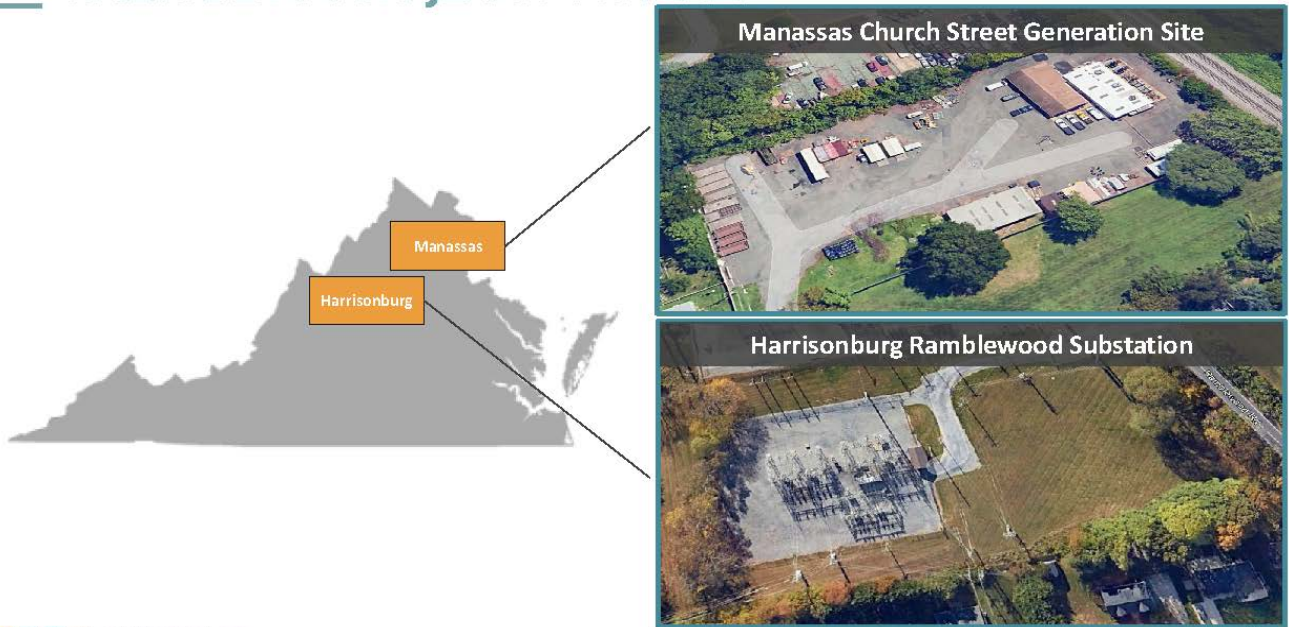 Manassas Church Street Generation Site
Manassas
Harrisonburg
Harrisonburg Ramblewood Substation